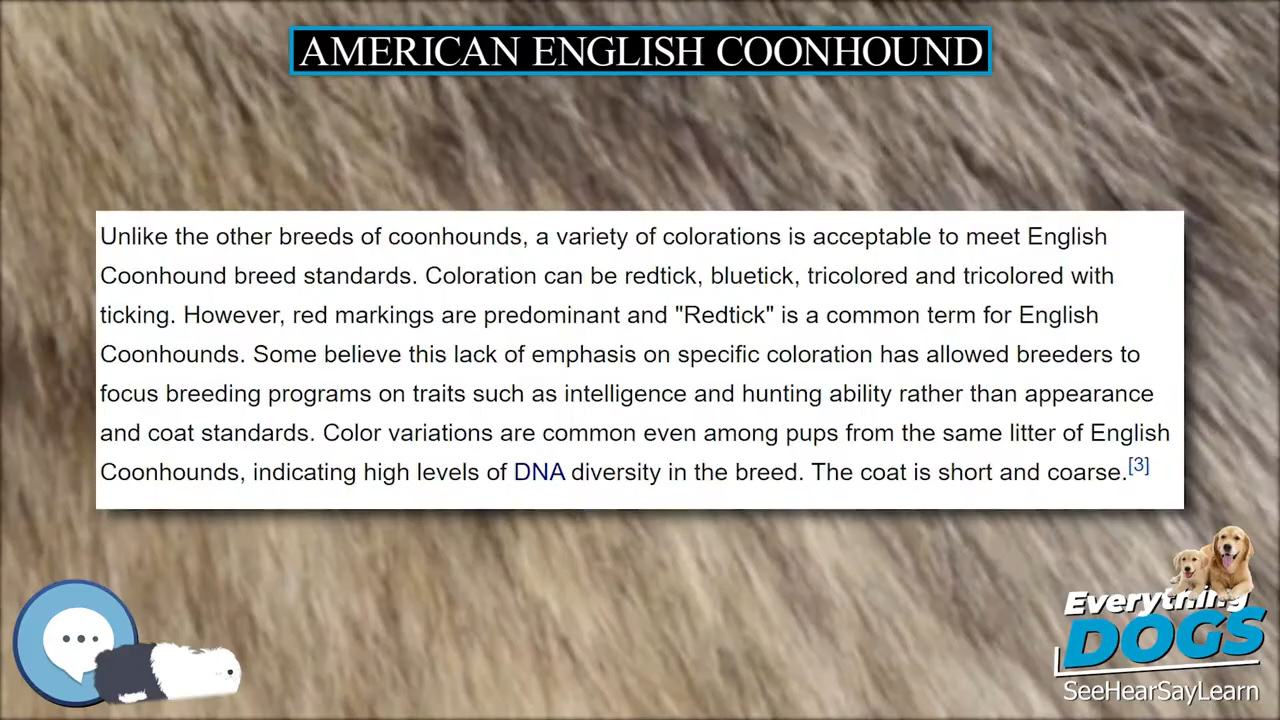 AMERICAN ENGLISH COONHOUND
Unlike the other breeds of coonhounds, a variety of colorations is acceptable to meet English
Coonhound breed standards. Coloration can be redtick, bluetick, tricolored and tricolored with
ticking. However, red markings are predominant and "Redtick" is a common term for English
Coonhounds. Some believe this lack of emphasis on specific coloration has allowed breeders to
focus breeding programs on traits such as intelligence and hunting ability rather than appearance
and coat standards. Color variations are common even among pups from the same litter of English
Coonhounds, indicating high levels of DNA diversity in the breed. The coat is short and coarse.[3]
Everything
DOGS
SeeHearSayLearn